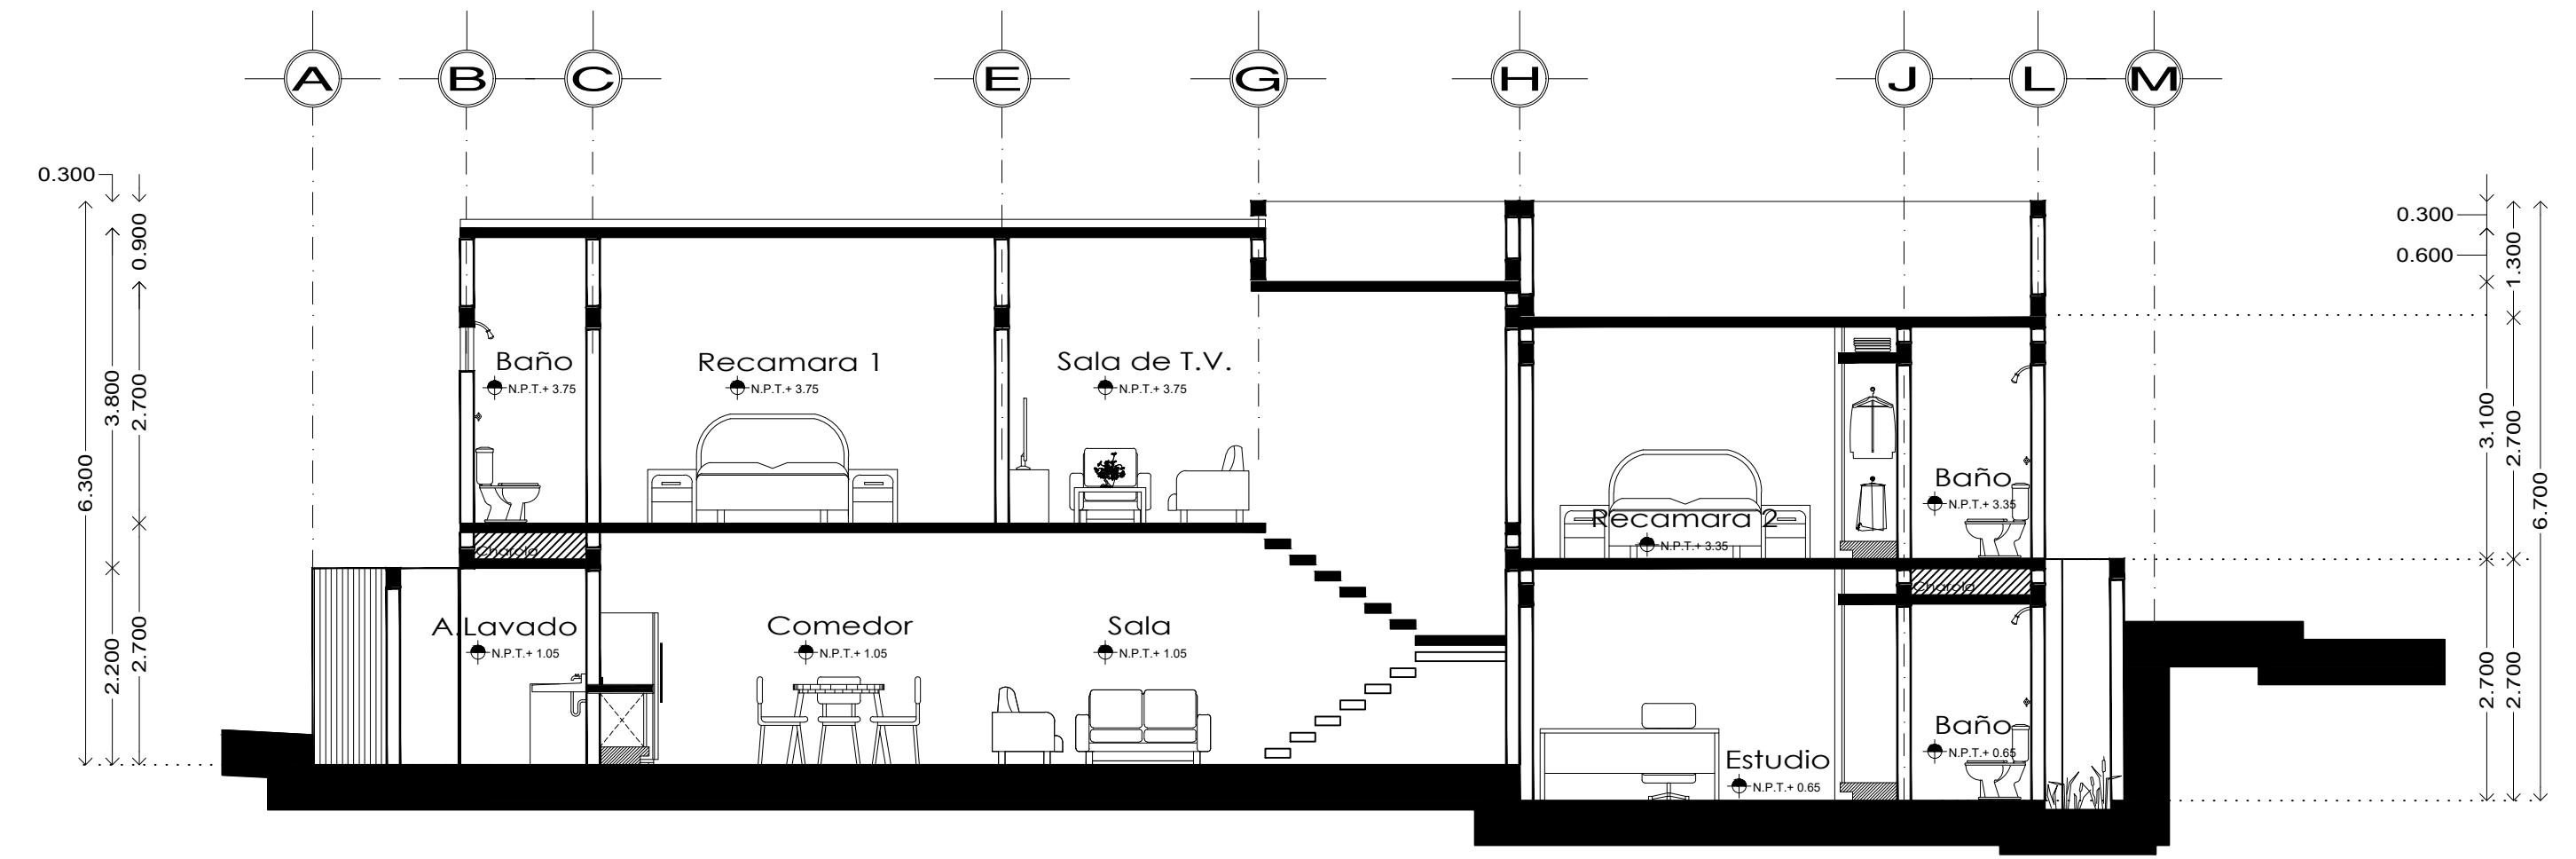 A B C E G H J L M
0.300
0.900
6.300
3.800
2.700
2.200
2.700
0.300
0.600
1.300
3.100
2.700
6.700
2.700
2.700
Baño
N.P.T.+ 3.75
Recamara 1
N.P.T.+ 3.75
Sala de T.V.
N.P.T.+ 3.75
Recamara 2
N.P.T.+ 3.35
Baño
N.P.T.+ 3.35
Charola
Charola
A.Lavado
N.P.T.+ 1.05
Comedor
N.P.T.+ 1.05
Sala
N.P.T.+ 1.05
Estudio
N.P.T.+ 0.65
Baño
N.P.T.+ 0.65